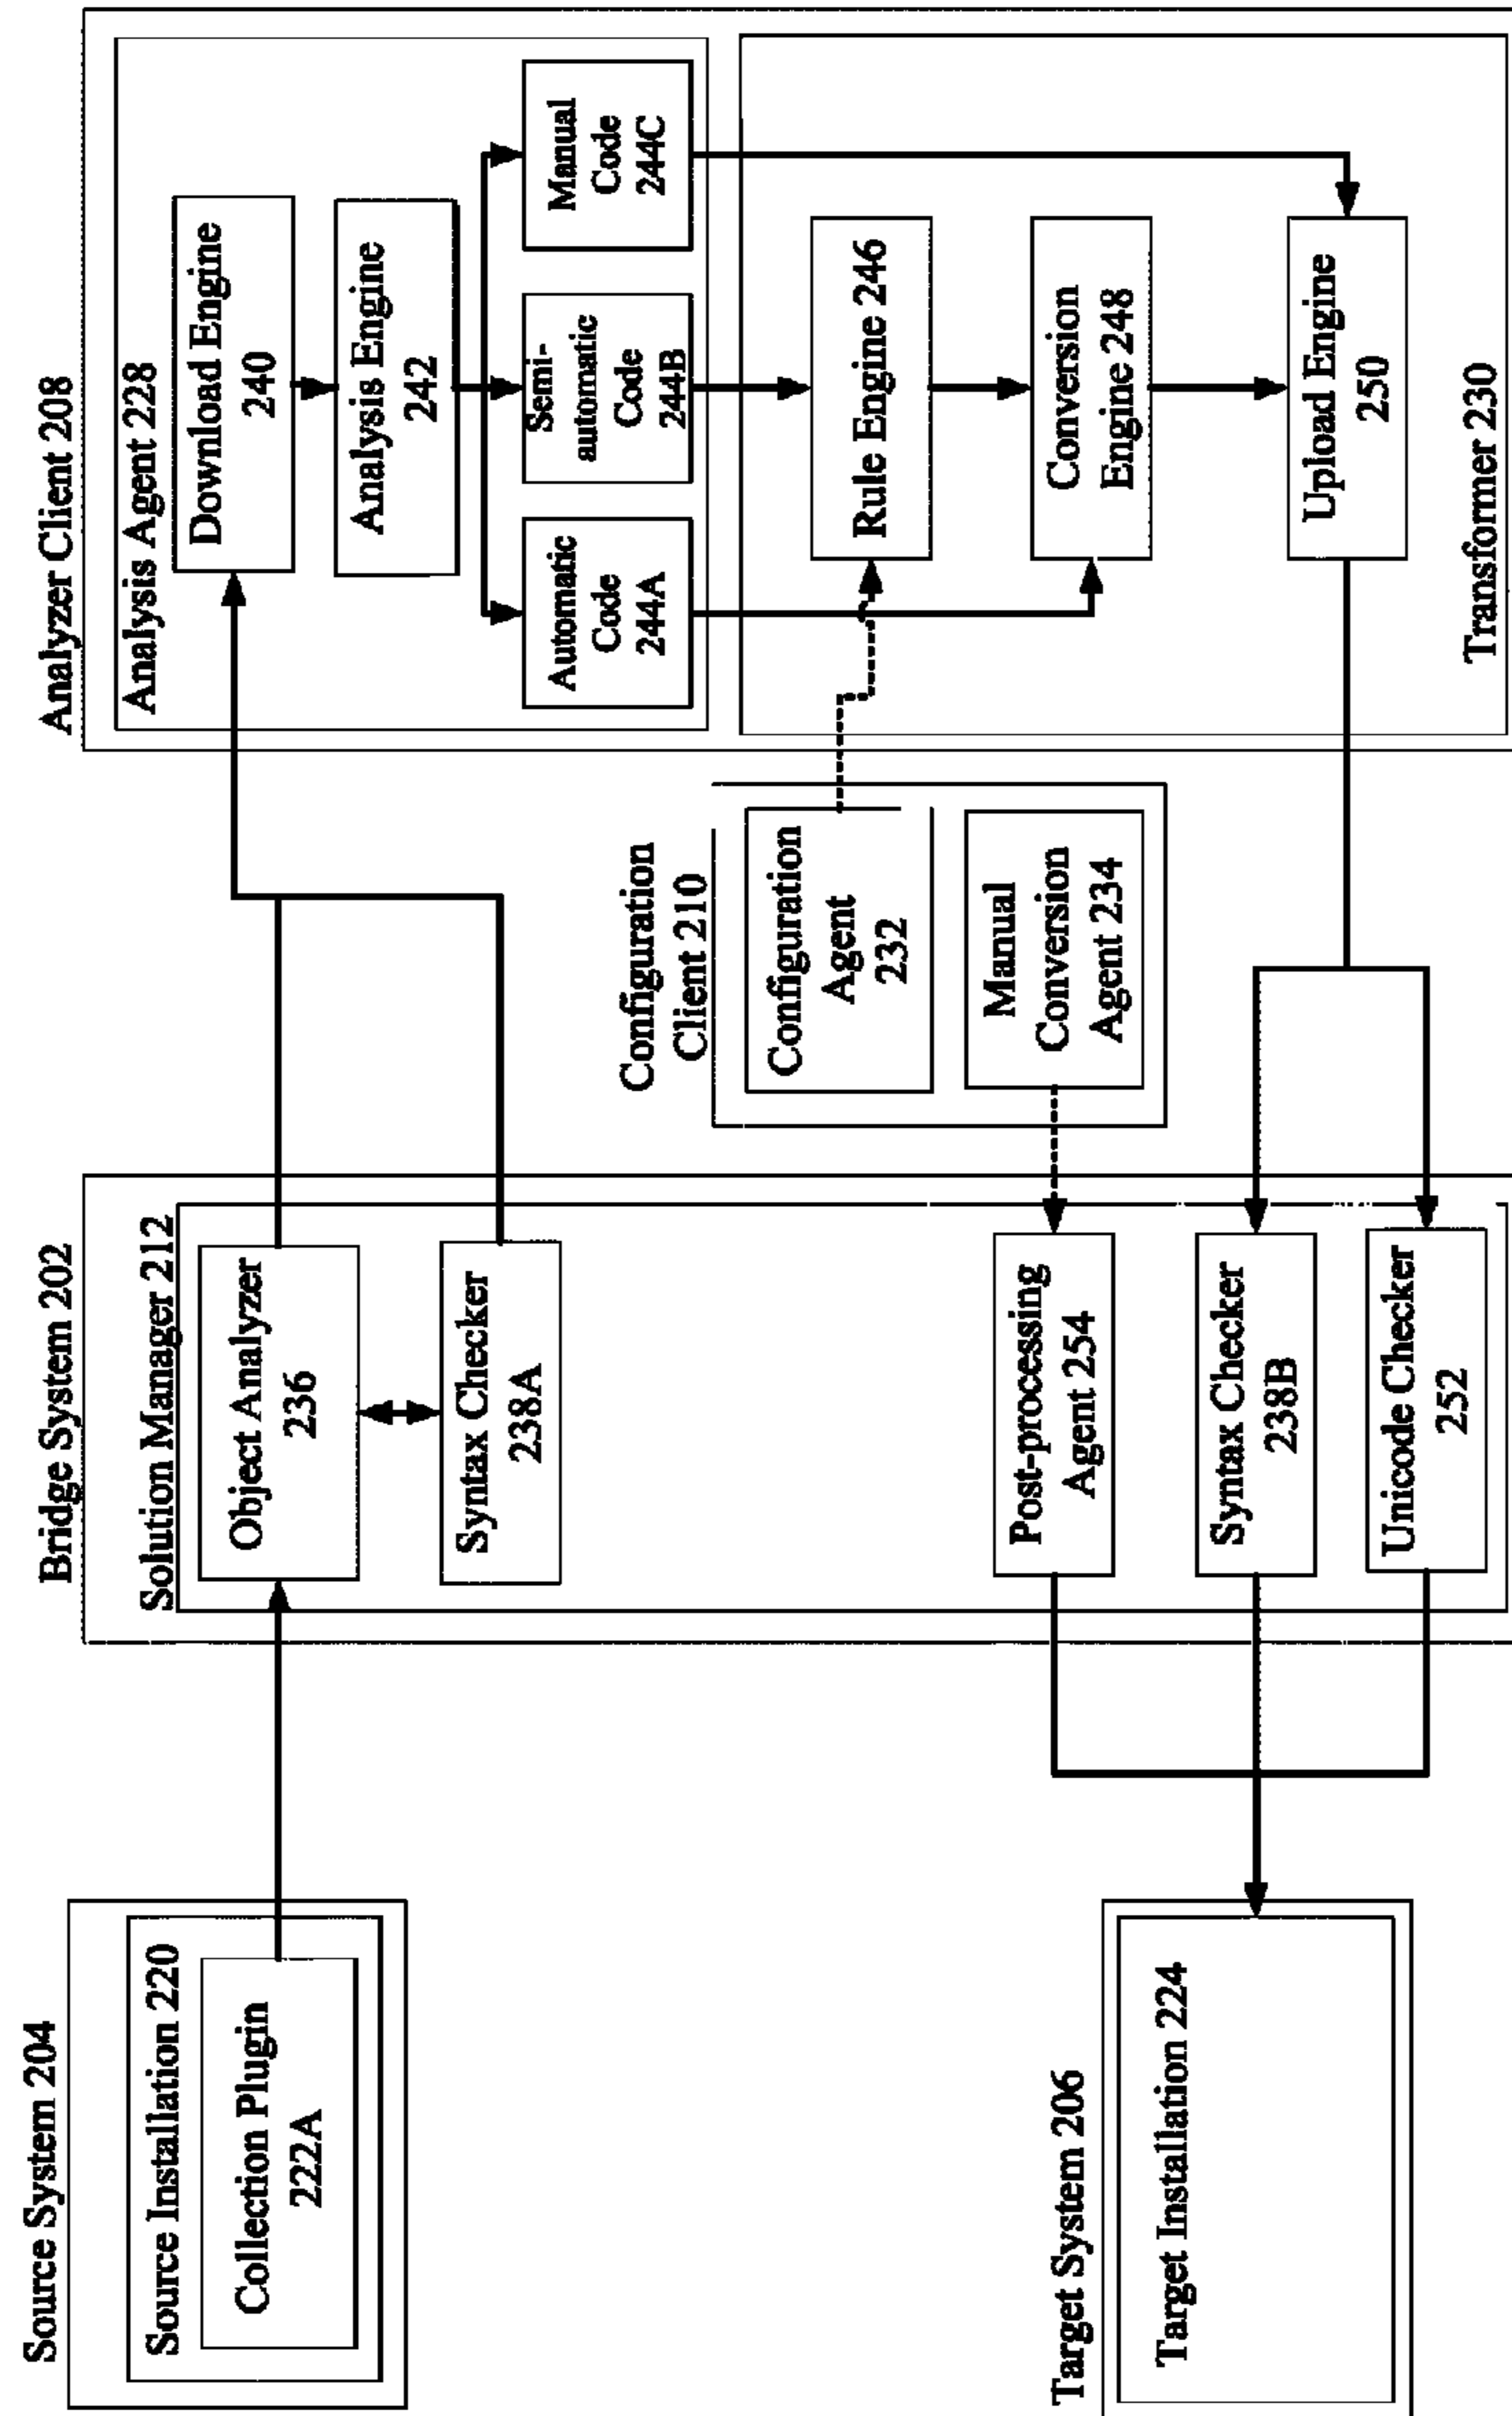 Source System 204
Source Installation 220
Collection Plugin
222A
Target System 206
Target Installation 224
Bridge System 202
Solution Manager 212
Object Analyzer
236
Syntax Checker
238A
Post-processing
Agent 254
Syntax Checker
238B
Unicode Checker
252
Configuration
Client 210
Configuration
Agent
232
Manual
Conversion
Agent 234
Analyzer Client 208
Analysis Agent 228
Download Engine
240
Analysis Engine
242
Automatic
Code
244A
Semi-
automatic
Code
244B
Manual
Code
244C
Rule Engine 246
Conversion
Engine 248
Upload Engine
250
Transformer 230